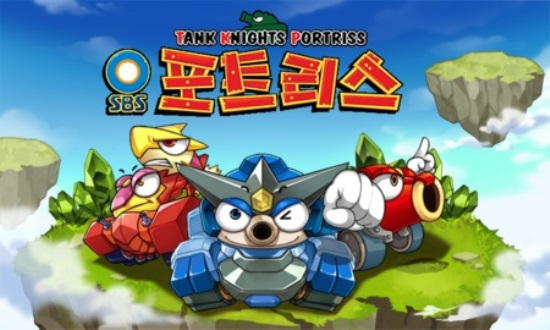 TANK KNIGHTS PORTRISS
SBS 포트리스